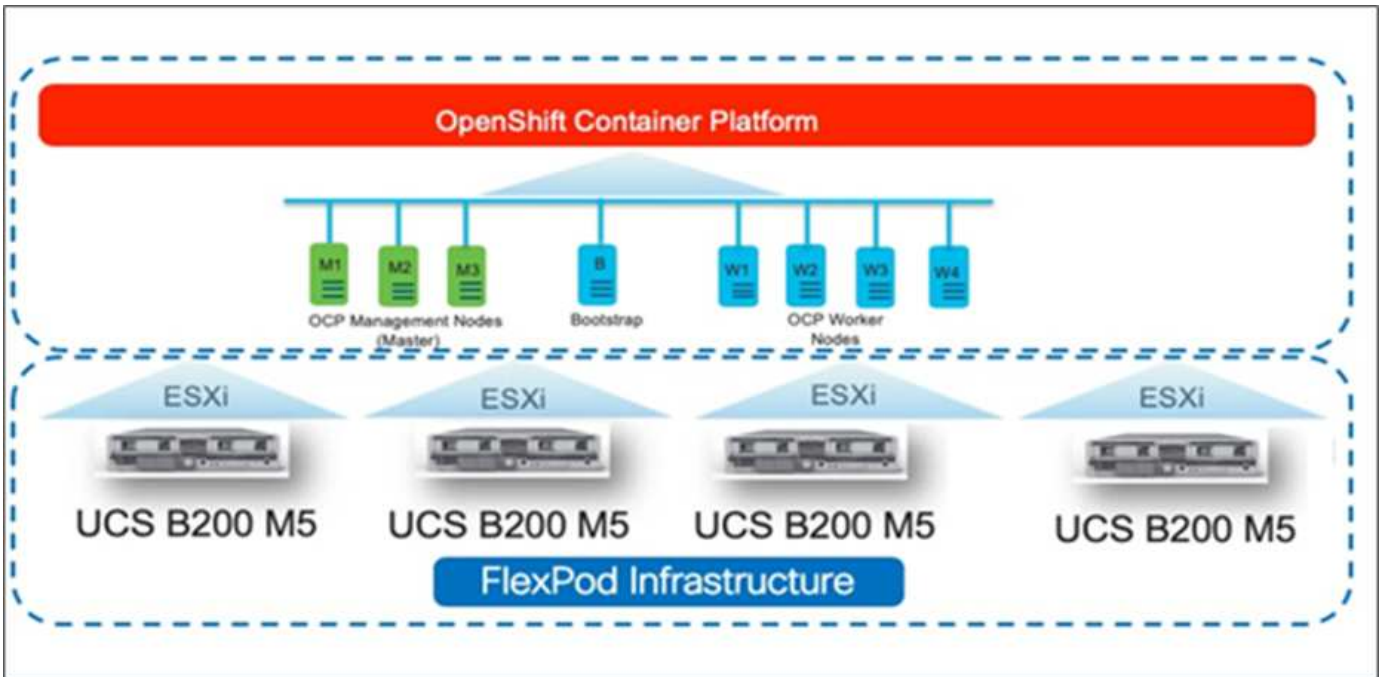 OpenShift Container Platform
M1 M2 M3 B W1 W2 W3 W4
OCP Management Nodes Bootstrap OCP Worker
(Master) Nodes
ESXi ESXi ESXi ESXi
UCS B200 M5 UCS B200 M5 UCS B200 M5 UCS B200 M5
FlexPod Infrastructure